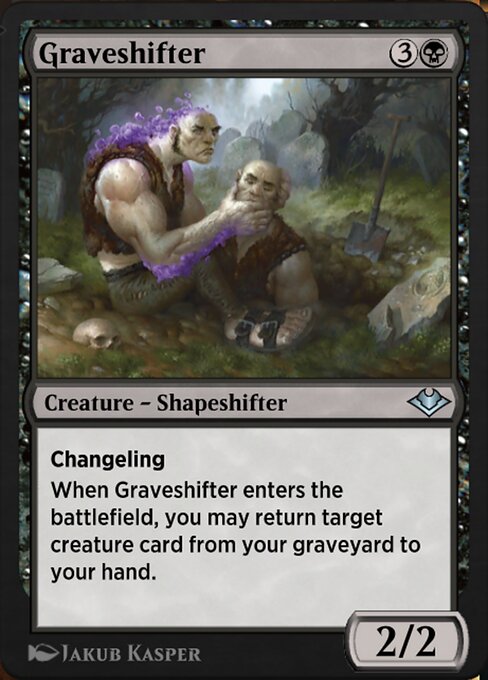 Graveshifter 3
Creature – Shapeshifter
Changeling
When Graveshifter enters the
battlefield, you may return target
creature card from your graveyard to
your hand.
2/2
Jakub Kasper